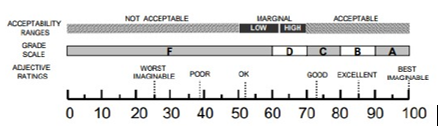 ACCEPTABILITY RANGES NOT ACCEPTABLE MARGINAL ACCEPTABLE
LOW HIGH
GRADE SCALE F D C B A
ADJECTIVE RATINGS WORST IMAGINABLE POOR OK GOOD EXCELLENT BEST IMAGINABLE
0 10 20 30 40 50 60 70 80 90 100